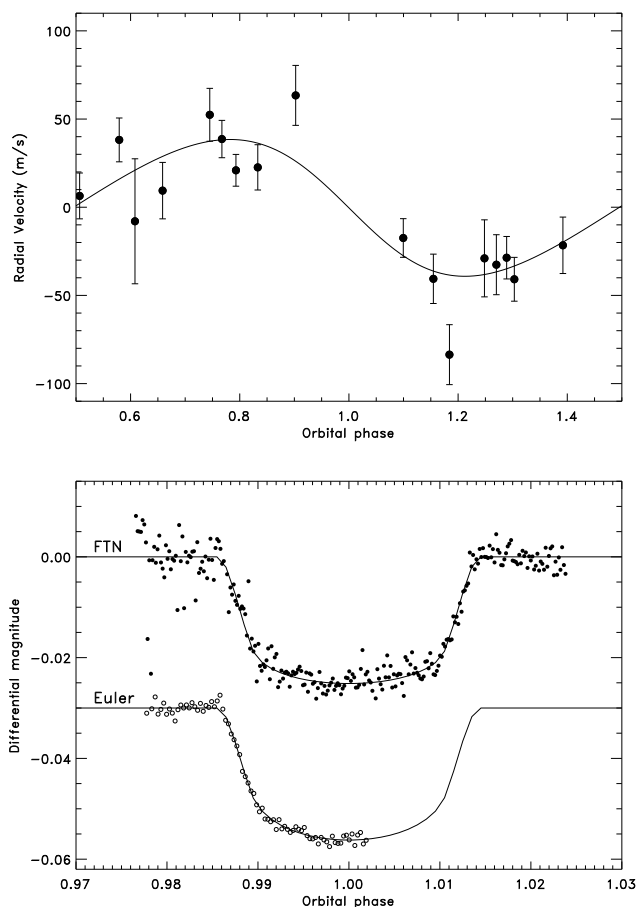 100
50
0
−50
−100
Radial Velocity (m/s)
0.6 0.8 1.0 1.2 1.4
Orbital phase
FTN
Euler
0.00
−0.02
−0.04
−0.06
Differential magnitude
0.97 0.98 0.99 1.00 1.01 1.02 1.03
Orbital phase